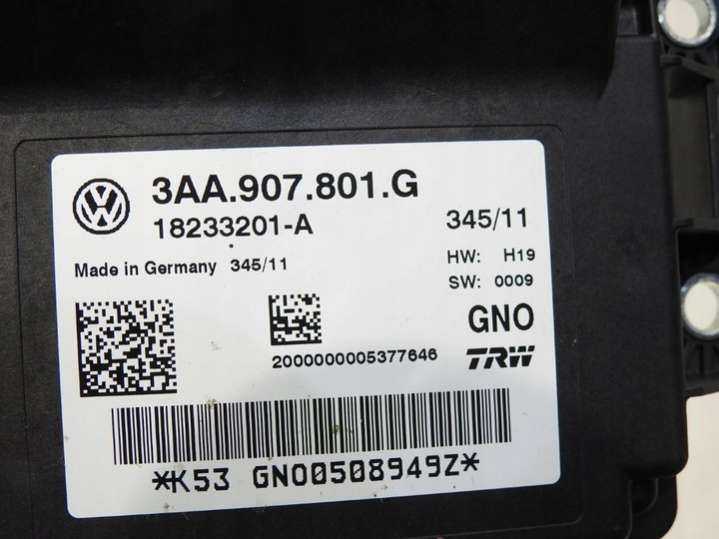 3AA.907.801.G
18233201-A 345/11
Made in Germany 345/11 HW: H19
SW: 0009
GNO
2000000005377646 TRW
*K53 GNO0508949Z*